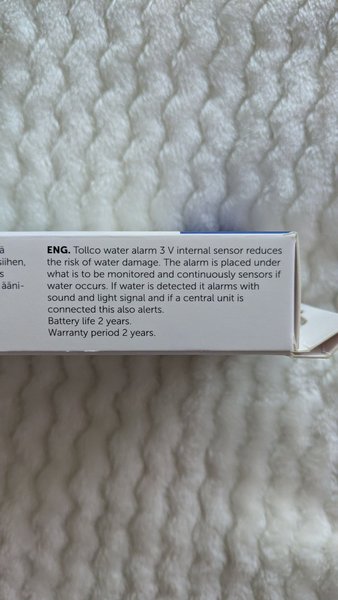 ä
siihen,
s
ääni-
ENG. Tollco water alarm 3 V internal sensor reduces
the risk of water damage. The alarm is placed under
what is to be monitored and continuously sensors if
water occurs. If water is detected it alarms with
sound and light signal and if a central unit is
connected this also alerts.
Battery life 2 years.
Warranty period 2 years.